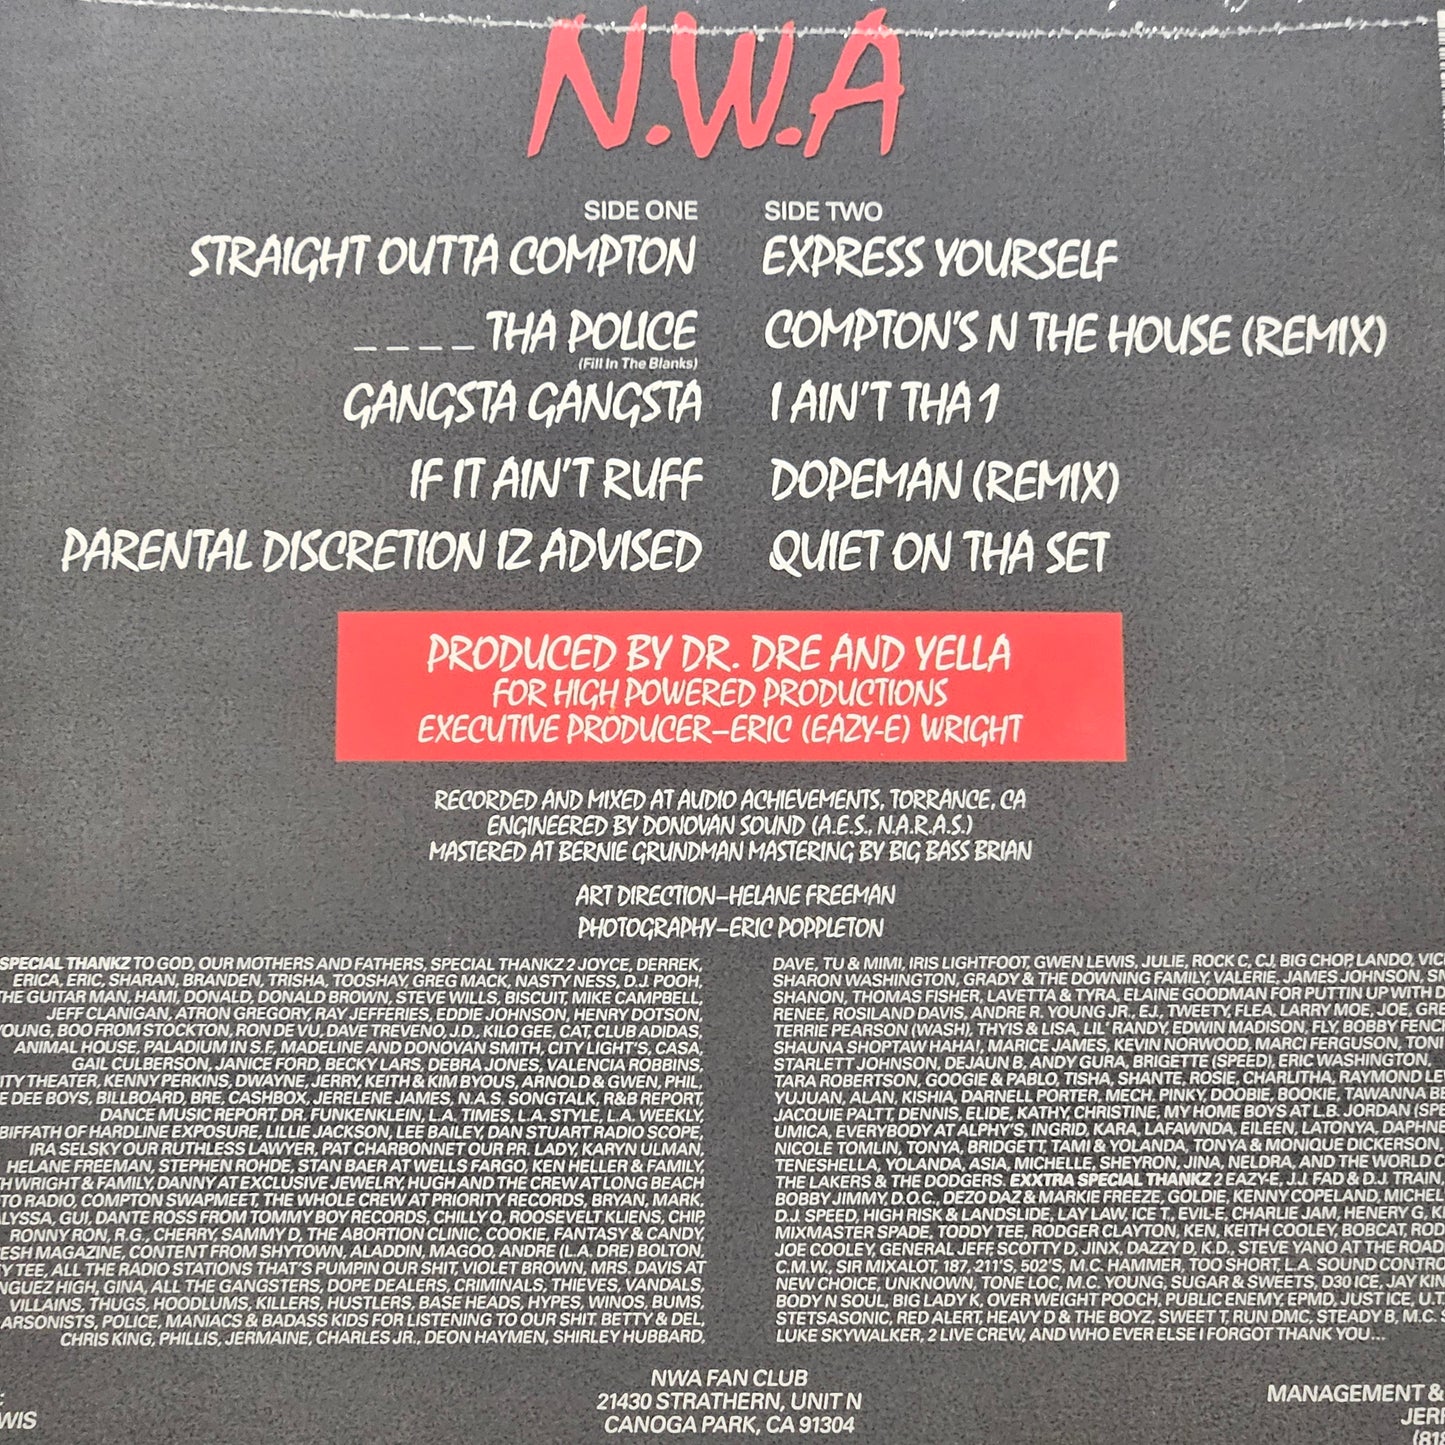 N.W.A
SIDE ONE
STRAIGHT OUTTA COMPTON
_ _ _ _ THA POLICE
(Fill In The Blanks)
GANGSTA GANGSTA
IF IT AIN'T RUFF
PARENTAL DISCRETION IZ ADVISED
SIDE TWO
EXPRESS YOURSELF
COMPTON'S N THE HOUSE (REMIX)
I AIN'T THA 1
DOPEMAN (REMIX)
QUIET ON THA SET
PRODUCED BY DR. DRE AND YELLA
FOR HIGH POWERED PRODUCTIONS
EXECUTIVE PRODUCER–ERIC (EAZY-E) WRIGHT
RECORDED AND MIXED AT AUDIO ACHIEVEMENTS, TORRANCE, CA
ENGINEERED BY DONOVAN SOUND (A.E.S., N.A.R.A.S.)
MASTERED AT BERNIE GRUNDMAN MASTERING BY BIG BASS BRIAN
ART DIRECTION–HELANE FREEMAN
PHOTOGRAPHY–ERIC POPPLETON
SPECIAL THANKZ TO GOD, OUR MOTHERS AND FATHERS, SPECIAL THANKZ 2 JOYCE, DERREK,
ERICA, ERIC, SHARAN, BRANDEN, TRISHA, TOOSHAY, GREG MACK, NASTY NESS, D.J. POOH,
THE GUITAR MAN, HAMI, DONALD, DONALD BROWN, STEVE WILLS, BISCUIT, MIKE CAMPBELL,
JEFF CLANIGAN, ATRON GREGORY, RAY JEFFERIES, EDDIE JOHNSON, HENRY DOTSON,
YOUNG, BOO FROM STOCKTON, RON DE VU, DAVE TREVENO, J.D., KILO GEE, CAT, CLUB ADIDAS,
ANIMAL HOUSE, PALADIUM IN S.F., MADELINE AND DONOVAN SMITH, CITY LIGHT'S, CASA,
GAIL CULBERSON, JANICE FORD, BECKY LARS, DEBRA JONES, VALENCIA ROBBINS,
ITY THEATER, KENNY PERKINS, DWAYNE, JERRY, KEITH & KIM BYOUS, ARNOLD & GWEN, PHIL,
E DEE BOYS, BILLBOARD, BRE, CASHBOX, JERELENE JAMES, N.A.S. SONGTALK, R&B REPORT,
DANCE MUSIC REPORT, DR. FUNKENKLEIN, L.A. TIMES, L.A. STYLE, L.A. WEEKLY,
BIFFATH OF HARDLINE EXPOSURE, LILLIE JACKSON, LEE BAILEY, DAN STUART RADIO SCOPE,
IRA SELSKY OUR RUTHLESS LAWYER, PAT CHARBONNET OUR P.R. LADY, KARYN ULMAN,
HELANE FREEMAN, STEPHEN ROHDE, STAN BAER AT WELLS FARGO, KEN HELLER & FAMILY,
H WRIGHT & FAMILY, DANNY AT EXCLUSIVE JEWELRY, HUGH AND THE CREW AT LONG BEACH
TO RADIO, COMPTON SWAPMEET, THE WHOLE CREW AT PRIORITY RECORDS, BRYAN, MARK,
ALYSSA, GUI, DANTE ROSS FROM TOMMY BOY RECORDS, CHILLY Q, ROOSEVELT KLIENS, CHIP,
RONNY RON, R.G., CHERRY, SAMMY D, THE ABORTION CLINIC, COOKIE, FANTASY & CANDY,
ESH MAGAZINE, CONTENT FROM SHYTOWN, ALADDIN, MAGOO, ANDRE (L.A. DRE) BOLTON,
Y TEE, ALL THE RADIO STATIONS THAT'S PUMPIN OUR SHIT, VIOLET BROWN, MRS. DAVIS AT
NGUEZ HIGH, GINA, ALL THE GANGSTERS, DOPE DEALERS, CRIMINALS, THIEVES, VANDALS,
VILLAINS, THUGS, HOODLUMS, KILLERS, HUSTLERS, BASE HEADS, HYPES, WINOS, BUMS,
ARSONISTS, POLICE, MANIACS & BADASS KIDS FOR LISTENING TO OUR SHIT. BETTY & DEL,
CHRIS KING, PHILLIS, JERMAINE, CHARLES JR., DEON HAYMEN, SHIRLEY HUBBARD,
DAVE, TU & MIMI, IRIS LIGHTFOOT, GWEN LEWIS, JULIE, ROCK C, CJ, BIG CHOP, LANDO, VIC
SHARON WASHINGTON, GRADY & THE DOWNING FAMILY, VALERIE, JAMES JOHNSON, SM
SHANON, THOMAS FISHER, LAVETTA & TYRA, ELAINE GOODMAN FOR PUTTIN UP WITH D
RENEE, ROSILAND DAVIS, ANDRE R. YOUNG JR., E.J., TWEETY, FLEA, LARRY MOE, JOE, GRE
TERRIE PEARSON (WASH), THYIS & LISA, LIL' RANDY, EDWIN MADISON, FLY, BOBBY FENC
SHAUNA SHOPTAW HAHA!, MARICE JAMES, KEVIN NORWOOD, MARCI FERGUSON, TONI
STARLETT JOHNSON, DEJAUN B, ANDY GURA, BRIGETTE (SPEED), ERIC WASHINGTON,
TARA ROBERTSON, GOOGIE & PABLO, TISHA, SHANTE, ROSIE, CHARLITHA, RAYMOND LE
YUJUAN, ALAN, KISHIA, DARNELL PORTER, MECH, PINKY, DOOBIE, BOOKIE, TAWANNA BE
JACQUIE PALTT, DENNIS, ELIDE, KATHY, CHRISTINE, MY HOME BOYS AT L.B. JORDAN (SPE
UMICA, EVERYBODY AT ALPHY'S, INGRID, KARA, LAFAWNDA, EILEEN, LATONYA, DAPHNE
NICOLE TOMLIN, TONYA, BRIDGETT, TAMI & YOLANDA, TONYA & MONIQUE DICKERSON,
TENESHELLA, YOLANDA, ASIA, MICHELLE, SHEYRON, JINA, NELDRA, AND THE WORLD C
THE LAKERS & THE DODGERS. EXXTRA SPECIAL THANKZ 2 EAZY-E, J.J. FAD & D.J. TRAIN,
BOBBY JIMMY, D.O.C., DEZO DAZ & MARKIE FREEZE, GOLDIE, KENNY COPELAND, MICHEL
D.J. SPEED, HIGH RISK & LANDSLIDE, LAY LAW, ICE T., EVIL-E, CHARLIE JAM, HENERY G, K
MIXMASTER SPADE, TODDY TEE, RODGER CLAYTON, KEN, KEITH COOLEY, BOBCAT, ROD
JOE COOLEY, GENERAL JEFF, SCOTTY D, JINX, DAZZY D, K.D., STEVE YANO AT THE ROAD
C.M.W., SIR MIXALOT, 187, 211'S, 502'S, M.C. HAMMER, TOO SHORT, L.A. SOUND CONTRO
NEW CHOICE, UNKNOWN, TONE LOC, M.C. YOUNG, SUGAR & SWEETS, D30 ICE, JAY KIN
BODY N SOUL, BIG LADY K, OVER WEIGHT POOCH, PUBLIC ENEMY, EPMD, JUST ICE, U.T.
STETSASONIC, RED ALERT, HEAVY D & THE BOYZ, SWEET T, RUN DMC, STEADY B, M.C. S
LUKE SKYWALKER, 2 LIVE CREW, AND WHO EVER ELSE I FORGOT THANK YOU...
NWA FAN CLUB
21430 STRATHERN, UNIT N
CANOGA PARK, CA 91304
WIS
MANAGEMENT &
JERR
(818